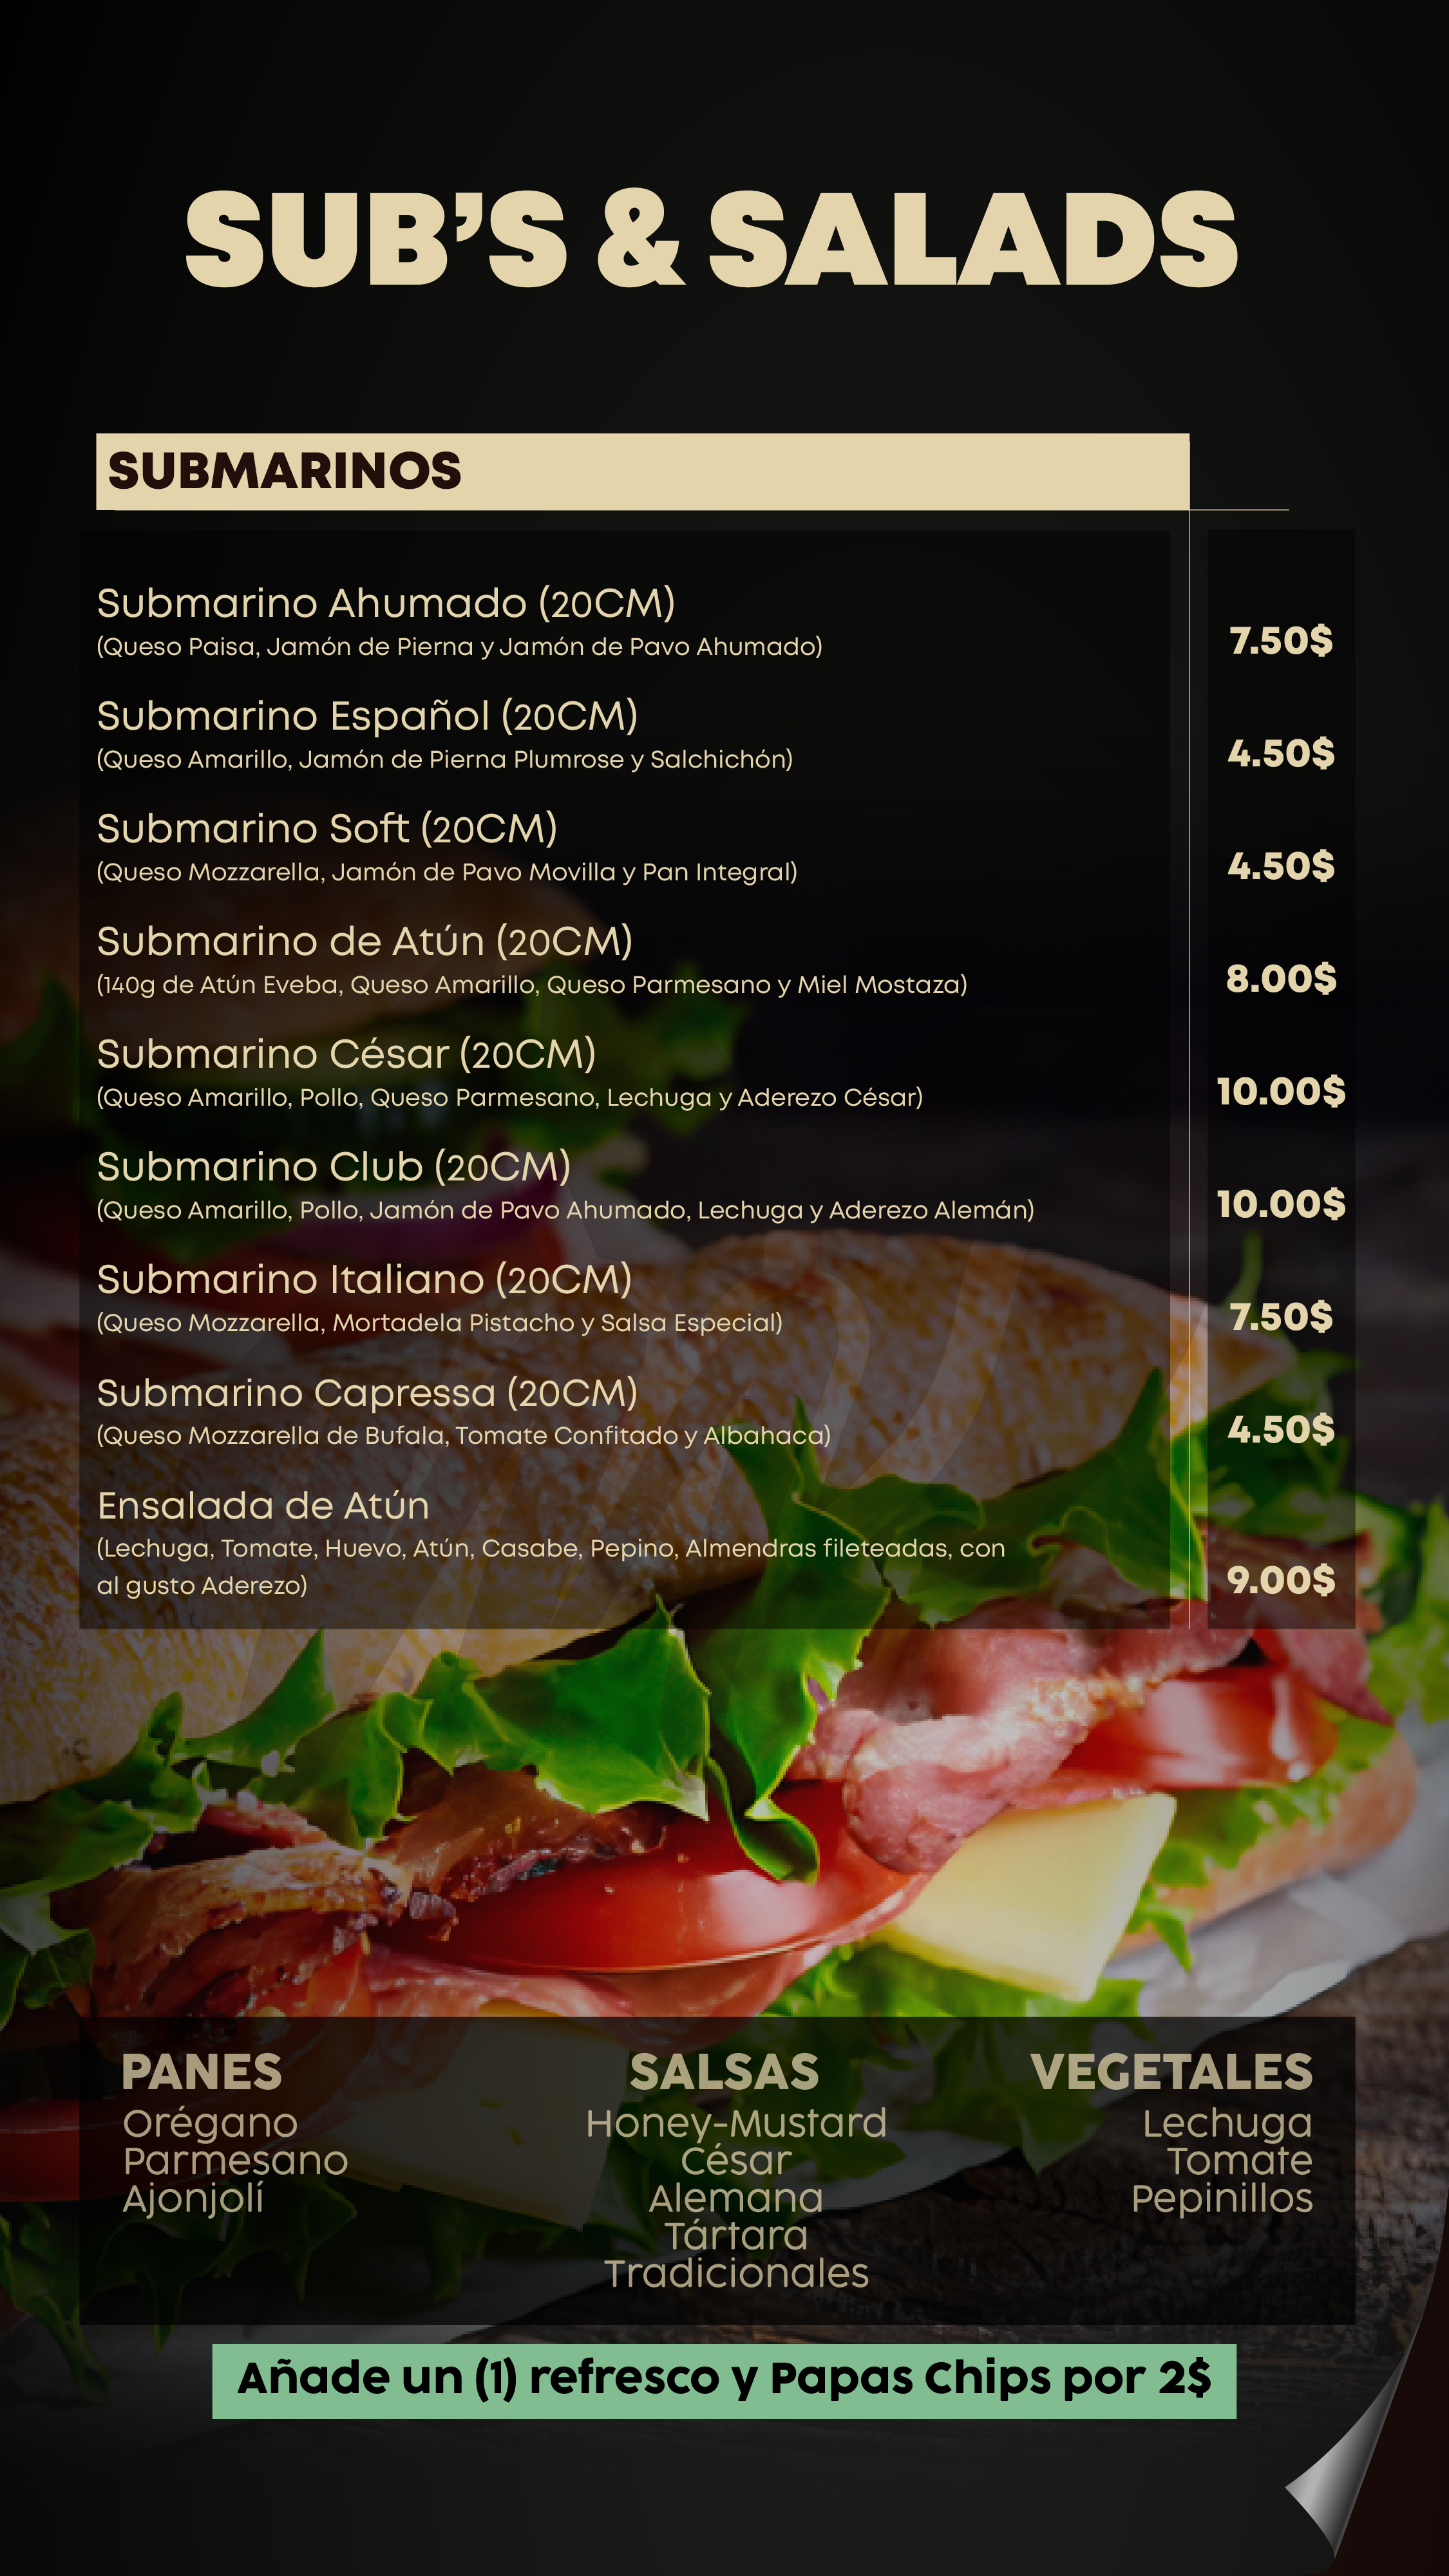 SUB'S & SALADS
SUBMARINOS
Submarino Ahumado (20CM)
(Queso Paisa, Jamón de Pierna y Jamón de Pavo Ahumado)
7.50$
Submarino Español (20CM)
(Queso Amarillo, Jamón de Pierna Plumrose y Salchichón)
4.50$
Submarino Soft (20CM)
(Queso Mozzarella, Jamón de Pavo Movilla y Pan Integral)
4.50$
Submarino de Atún (20CM)
(140g de Atún Eveba, Queso Amarillo, Queso Parmesano y Miel Mostaza)
8.00$
Submarino César (20CM)
(Queso Amarillo, Pollo, Queso Parmesano, Lechuga y Aderezo César)
10.00$
Submarino Club (20CM)
(Queso Amarillo, Pollo, Jamón de Pavo Ahumado, Lechuga y Aderezo Alemán)
10.00$
Submarino Italiano (20CM)
(Queso Mozzarella, Mortadela Pistacho y Salsa Especial)
7.50$
Submarino Capressa (20CM)
(Queso Mozzarella de Bufala, Tomate Confitado y Albahaca)
4.50$
Ensalada de Atún
(Lechuga, Tomate, Huevo, Atún, Casabe, Pepino, Almendras fileteadas, con
al gusto Aderezo)
9.00$
PANES
Orégano
Parmesano
Ajonjolí
SALSAS
Honey-Mustard
César
Alemana
Tártara
Tradicionales
VEGETALES
Lechuga
Tomate
Pepinillos
Añade un (1) refresco y Papas Chips por 2$